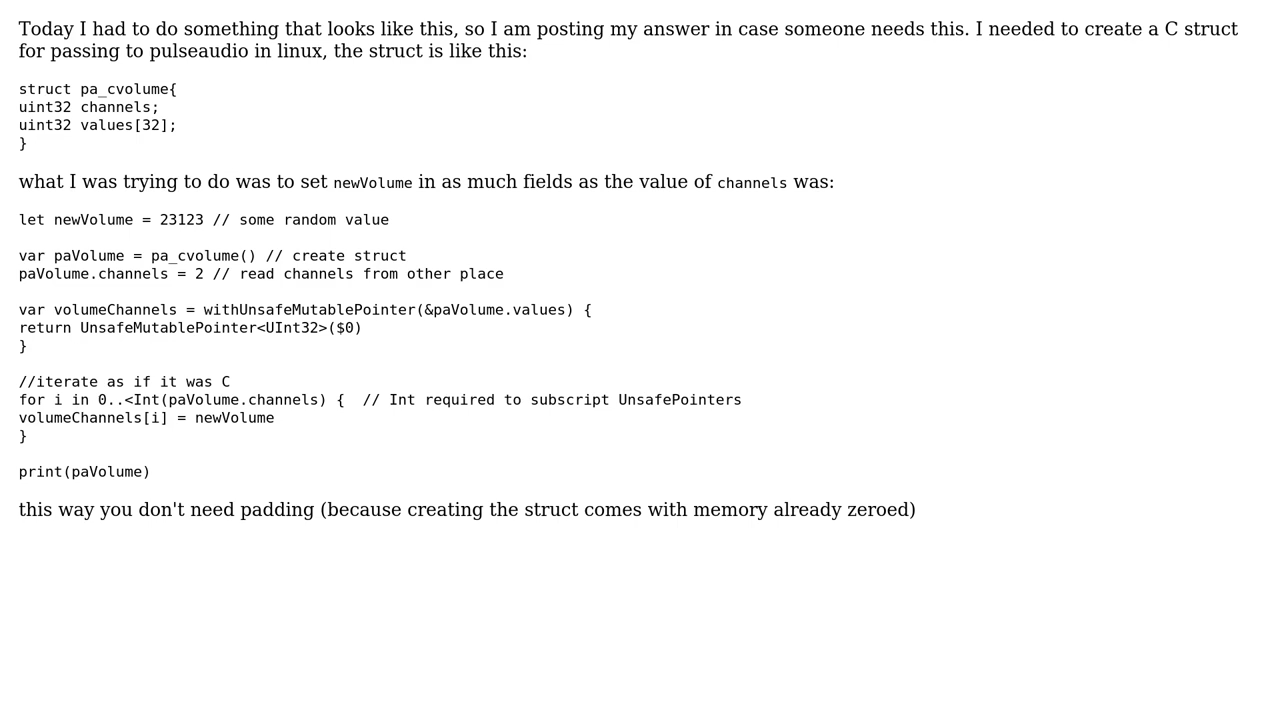 Today I had to do something that looks like this, so I am posting my answer in case someone needs this. I needed to create a C struct
for passing to pulseaudio in linux, the struct is like this:
struct pa_cvolume{
uint32 channels;
uint32 values[32];
}
what I was trying to do was to set newVolume in as much fields as the value of channels was:
let newVolume = 23123 // some random value
var paVolume = pa_cvolume() // create struct
paVolume.channels = 2 // read channels from other place
var volumeChannels = withUnsafeMutablePointer(&paVolume.values) {
return UnsafeMutablePointer<UInt32>($0)
}
//iterate as if it was C
for i in 0..<Int(paVolume.channels) {  // Int required to subscript UnsafePointers
volumeChannels[i] = newVolume
}
print(paVolume)
this way you don't need padding (because creating the struct comes with memory already zeroed)